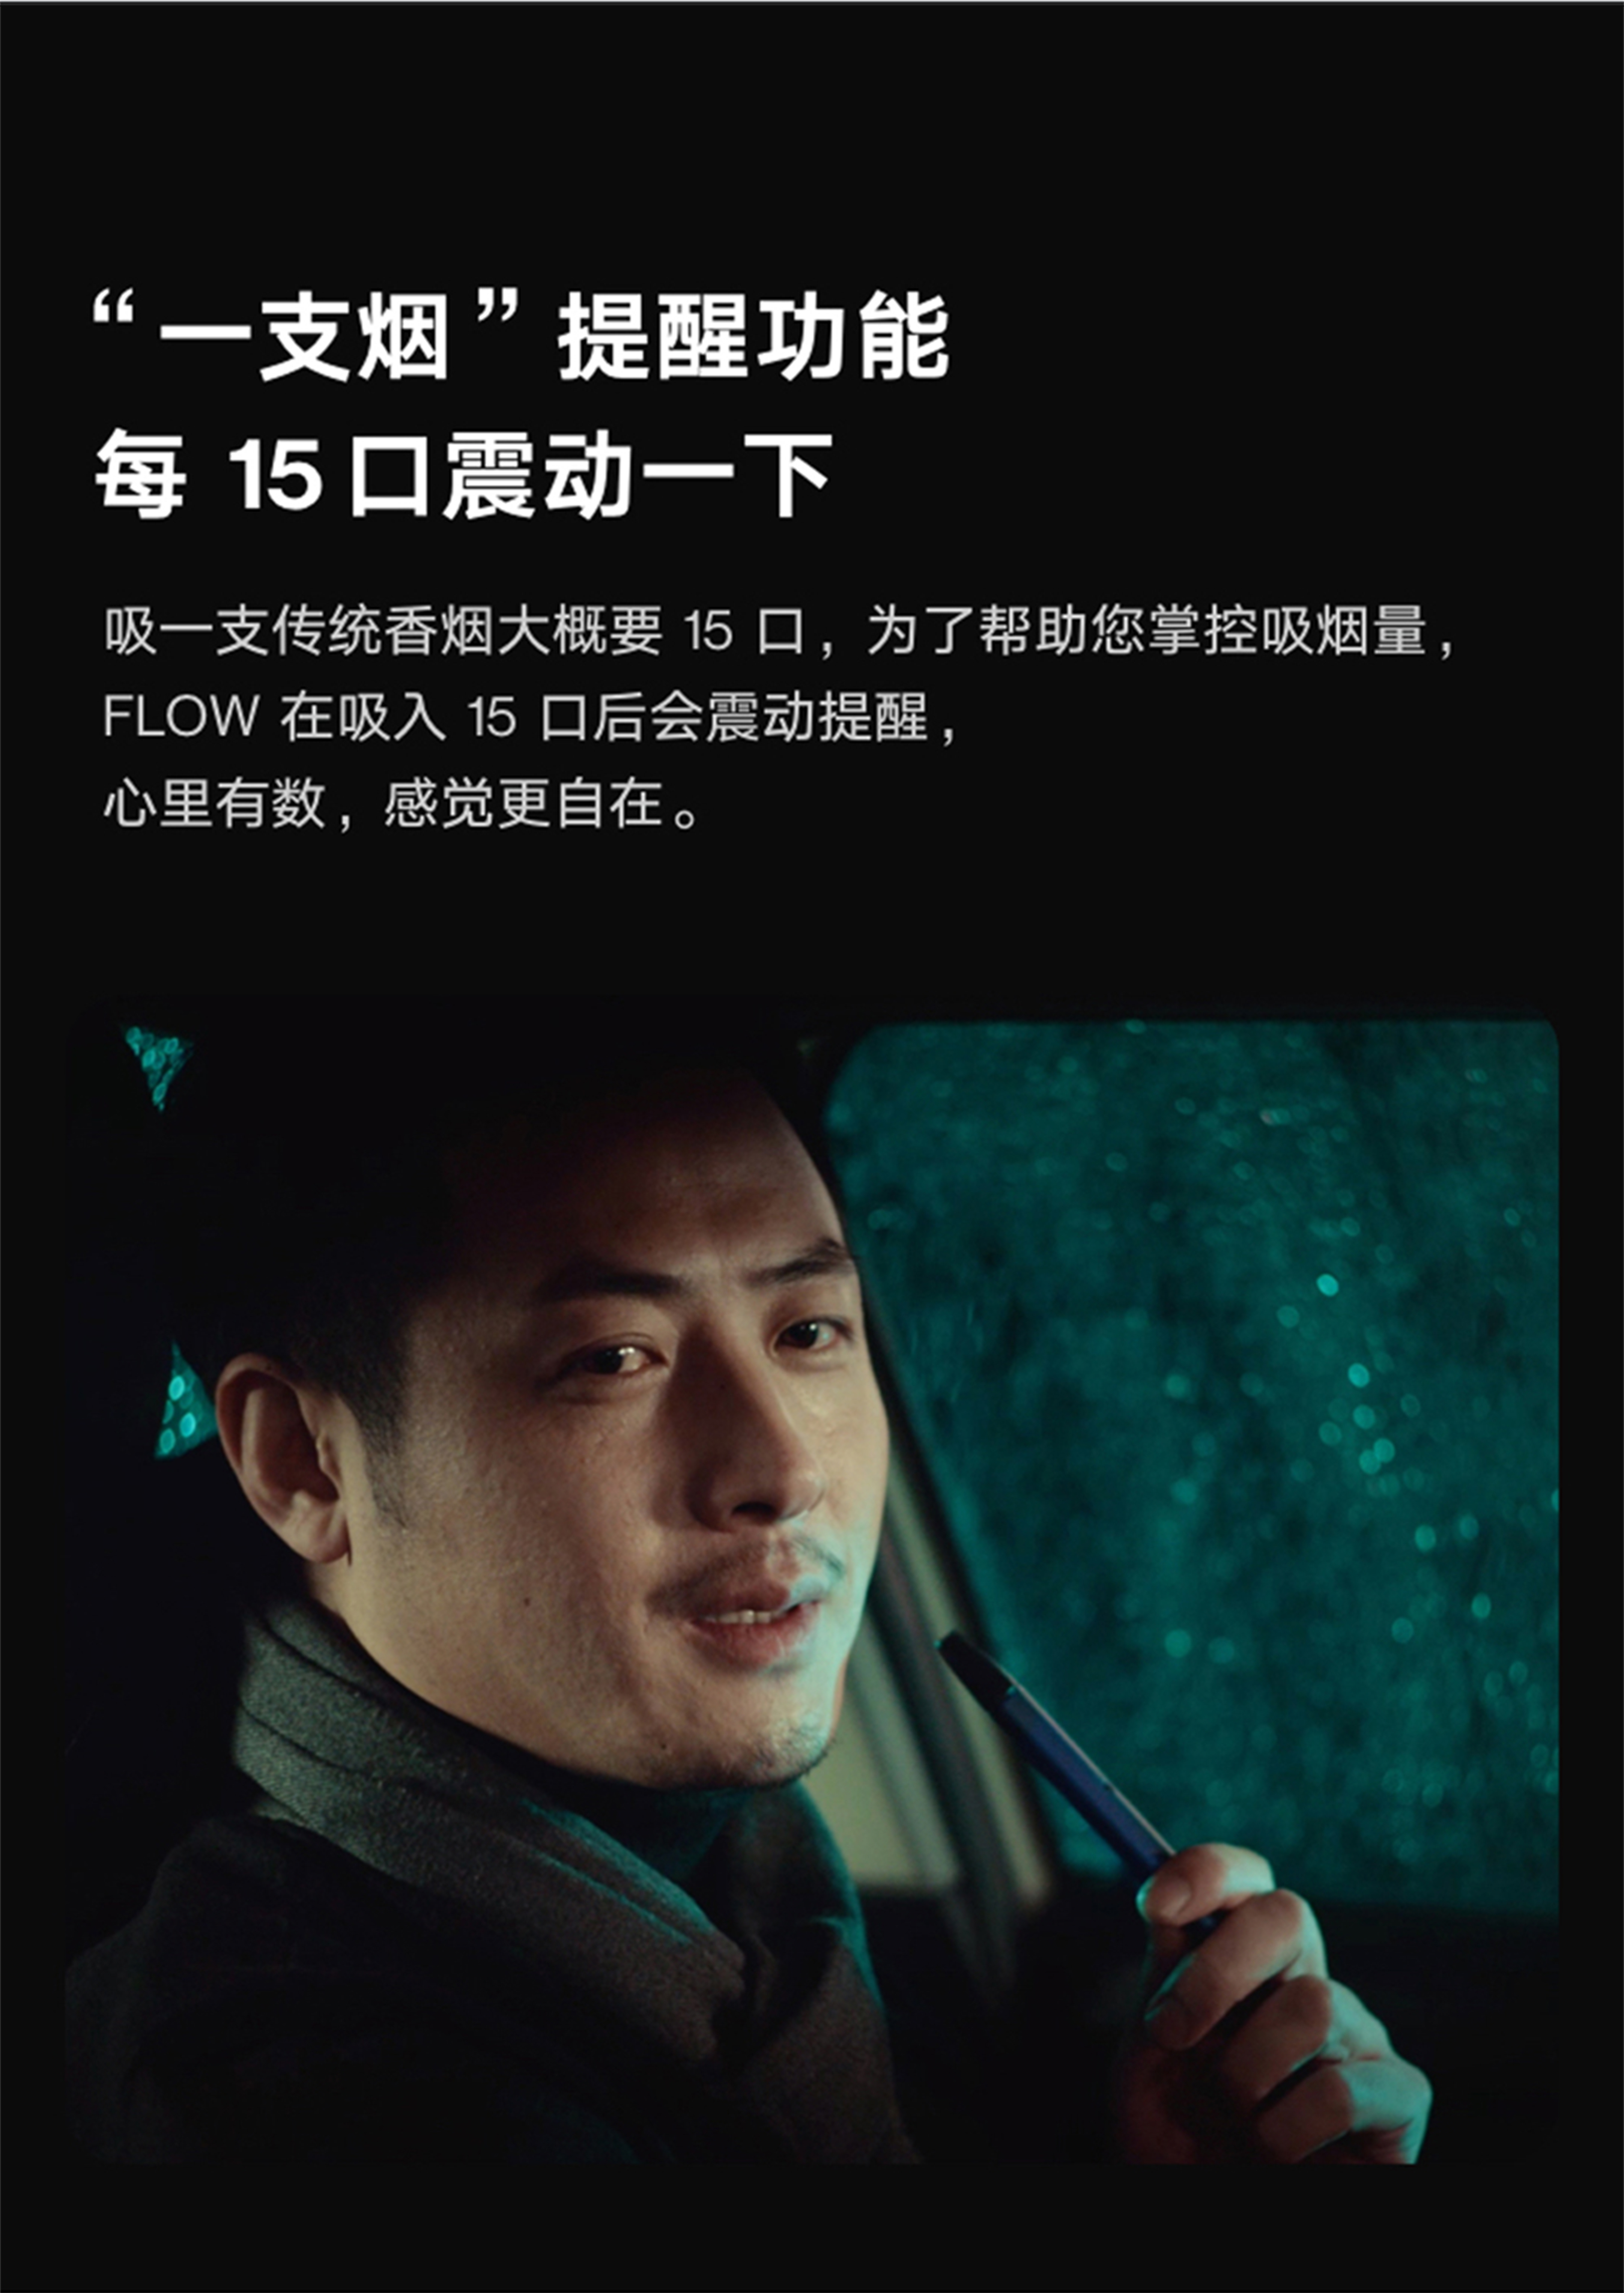 “一支烟”提醒功能
每 15 口震动一下
吸一支传统香烟大概要 15 口，为了帮助您掌控吸烟量，
FLOW 在吸入 15 口后会震动提醒，
心里有数，感觉更自在。